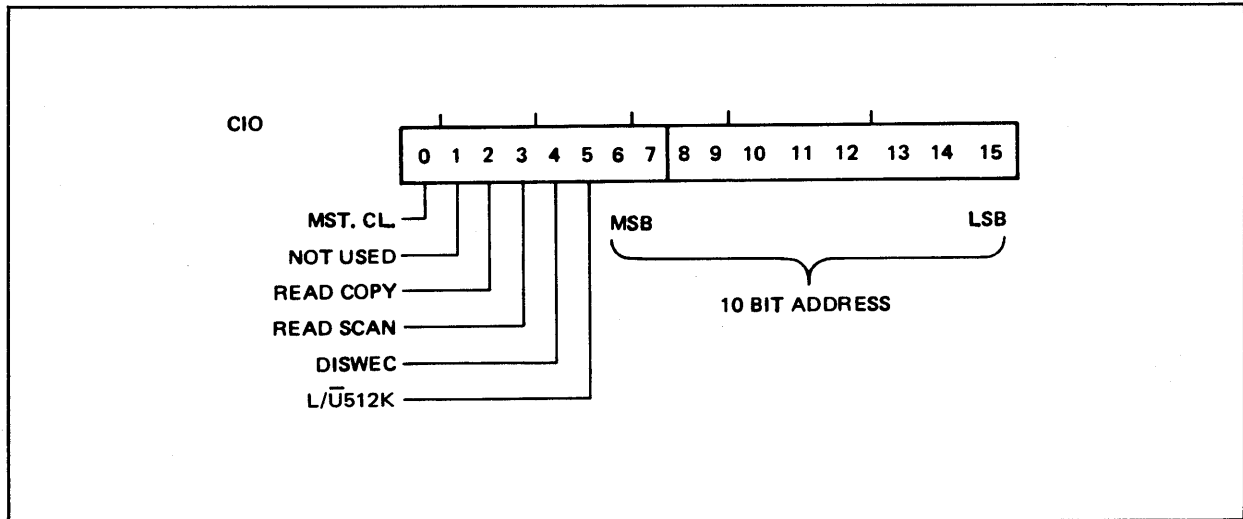 CIO
0 1 2 3 4 5 6 7 8 9 10 11 12 13 14 15
MST. CL.
MSB
LSB
NOT USED
READ COPY
10 BIT ADDRESS
READ SCAN
DISWEC
L/U̅512K